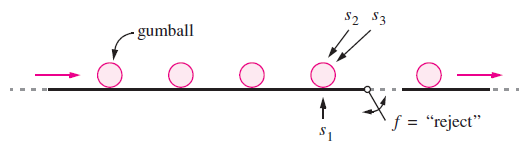 gumball
s2 s3
s1
f = “reject”